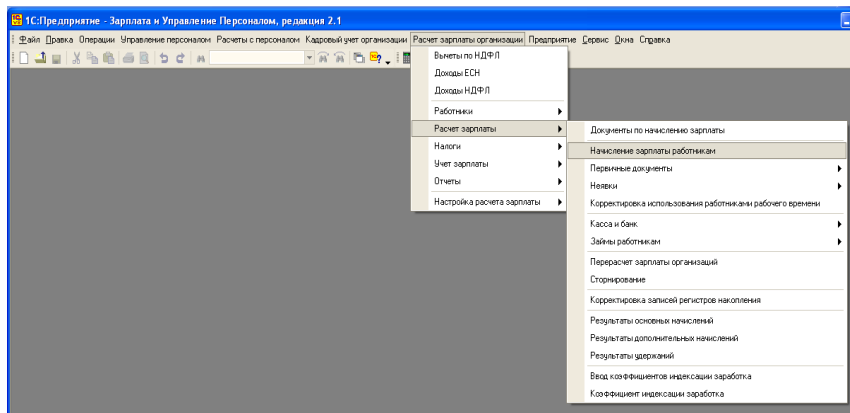 1С:Предприятие - Зарплата и Управление Персоналом, редакция 2.1
Файл Правка Операции Управление персоналом Расчеты с персоналом Кадровый учет организации Расчет зарплаты организации Предприятие Сервис Окна Справка
Вычеты по НДФЛ
Доходы ЕСН
Доходы НДФЛ
Работники
Расчет зарплаты
Налоги
Учет зарплаты
Отчеты
Настройка расчета зарплаты
Документы по начислению зарплаты
Начисление зарплаты работникам
Первичные документы
Неявки
Корректировка использования работниками рабочего времени
Касса и банк
Займы работникам
Перерасчет зарплаты организаций
Сторнирование
Корректировка записей регистров накопления
Результаты основных начислений
Результаты дополнительных начислений
Результаты удержаний
Ввод коэффициентов индексации заработка
Коэффициент индексации заработка